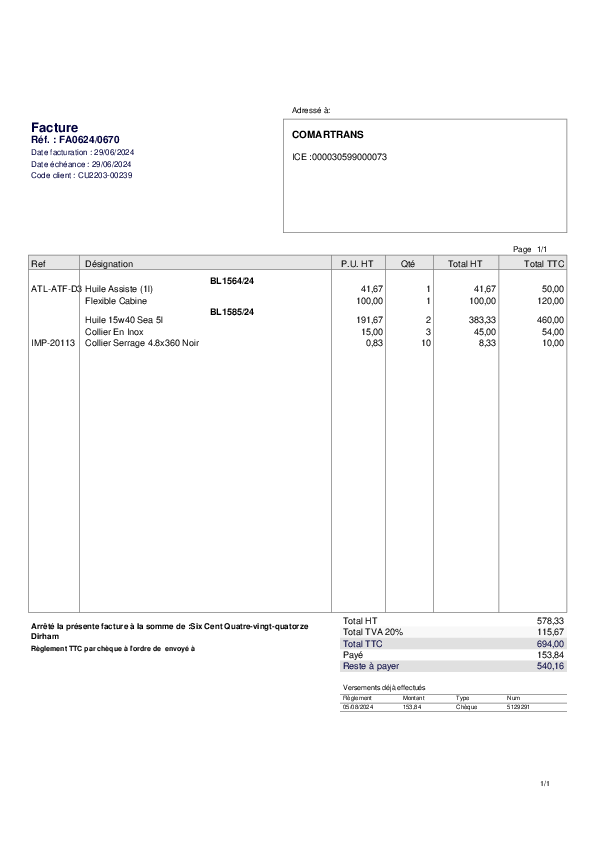 Adressé à:
Facture
Réf. : FA0624/0670
Date facturation : 29/06/2024
Date échéance : 29/06/2024
Code client : CU2203-00239
COMARTRANS
ICE :000030599000073
Page 1/1
Ref Désignation P.U. HT Qté Total HT Total TTC
BL1564/24
ATL-ATF-D3 Huile Assiste (1l) 41,67 1 41,67 50,00
Flexible Cabine 100,00 1 100,00 120,00
BL1585/24
Huile 15w40 Sea 5l 191,67 2 383,33 460,00
Collier En Inox 15,00 3 45,00 54,00
IMP-20113 Collier Serrage 4.8x360 Noir 0,83 10 8,33 10,00
Arrêté la présente facture à la somme de :Six Cent Quatre-vingt-quatorze
Dirham
Règlement TTC par chèque à l'ordre de envoyé à
Total HT 578,33
Total TVA 20% 115,67
Total TTC 694,00
Payé 153,84
Reste à payer 540,16
Versements déjà effectués
Règlement Montant Type Num
05/08/2024 153,84 Chèque 5129291
1/1